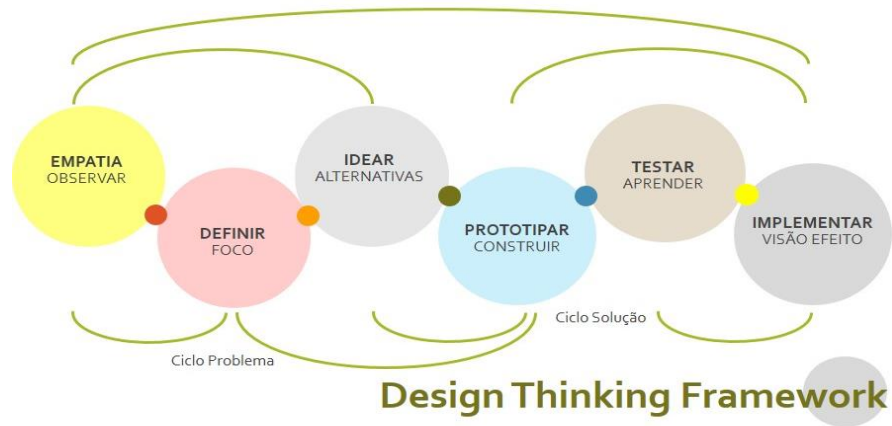 EMPATIA
OBSERVAR
DEFINIR
FOCO
IDEAR
ALTERNATIVAS
PROTOTIPAR
CONSTRUIR
TESTAR
APRENDER
IMPLEMENTAR
VISÃO EFEITO
Ciclo Problema
Ciclo Solução
Design Thinking Framework